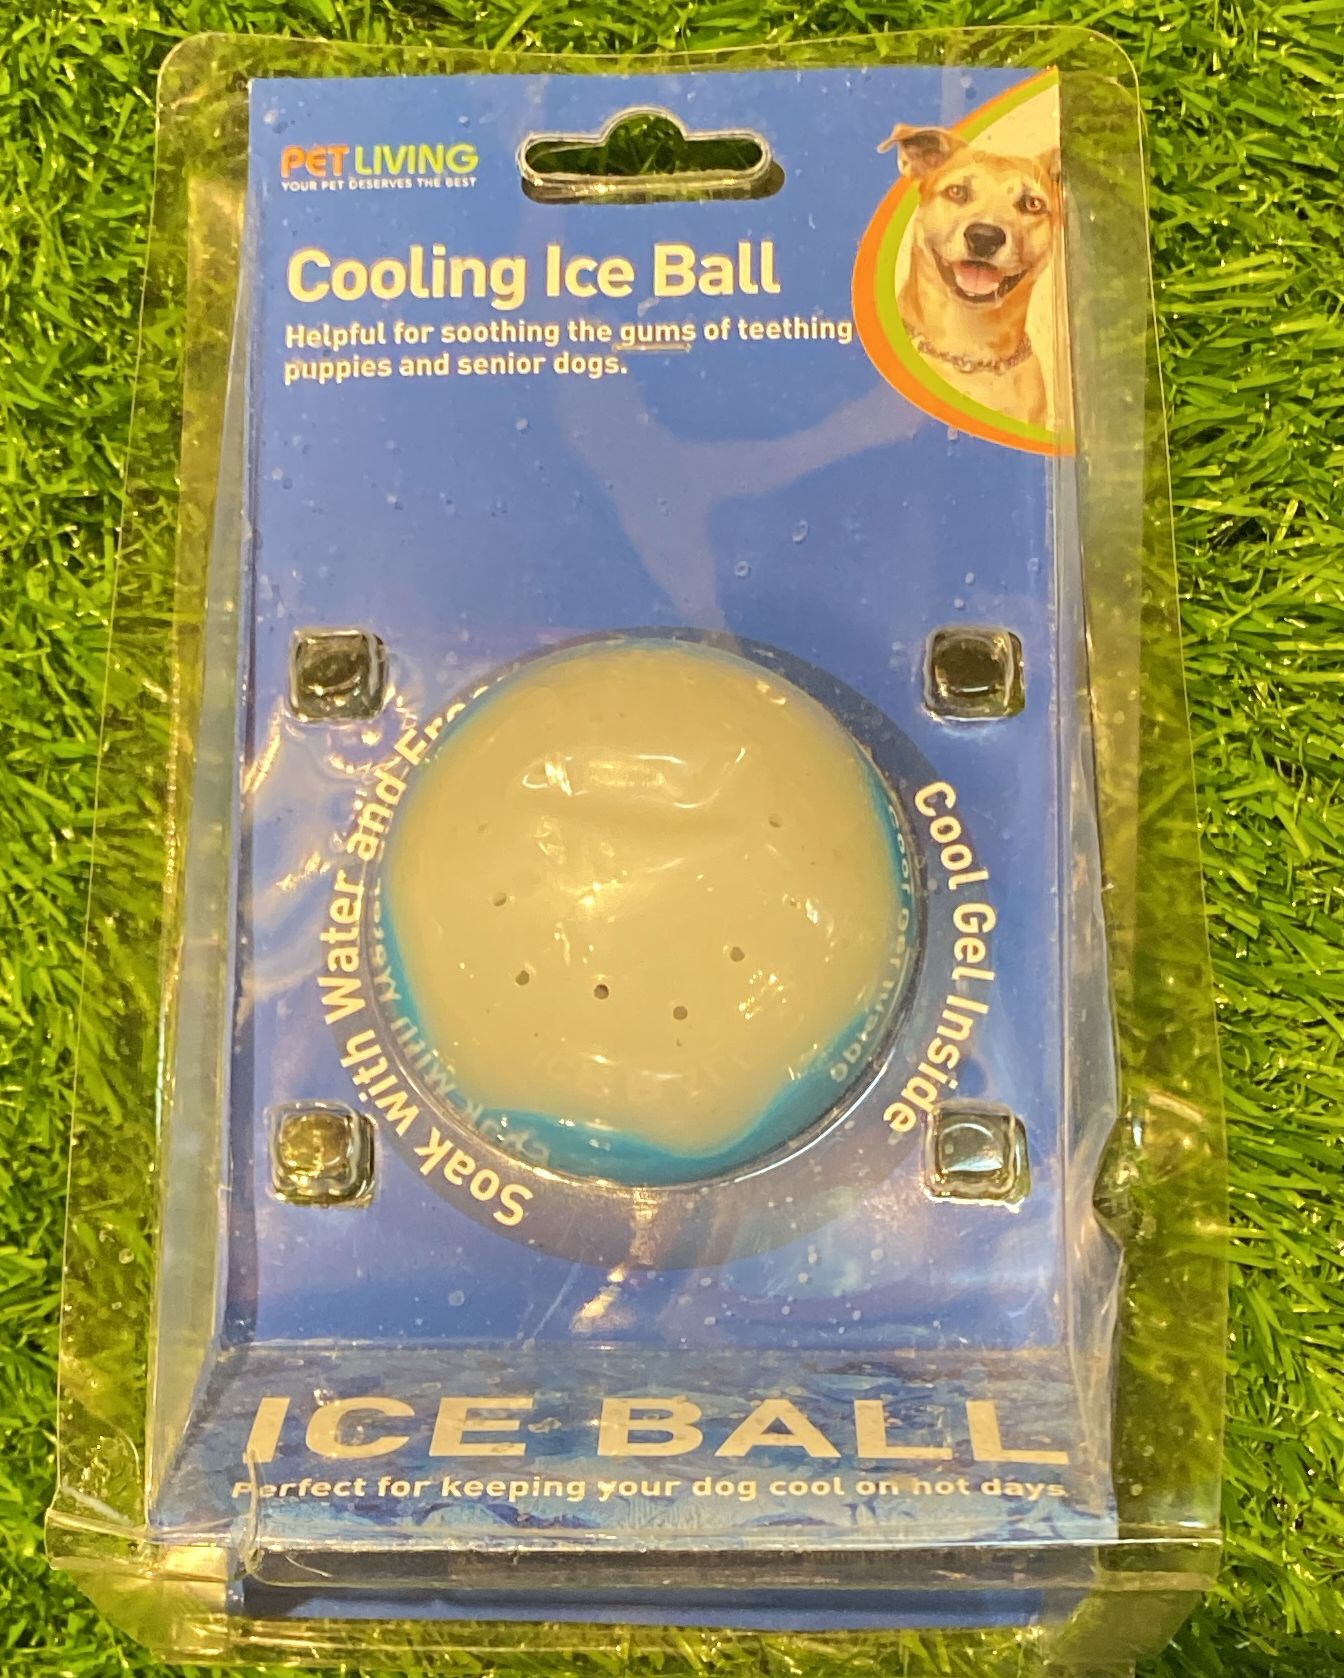 PET LIVING
YOUR PET DESERVES THE BEST
Cooling Ice Ball
Helpful for soothing the gums of teething
puppies and senior dogs.
Soak with Water and
Cool Gel Inside
ICE BALL
Perfect for keeping your dog cool on hot days